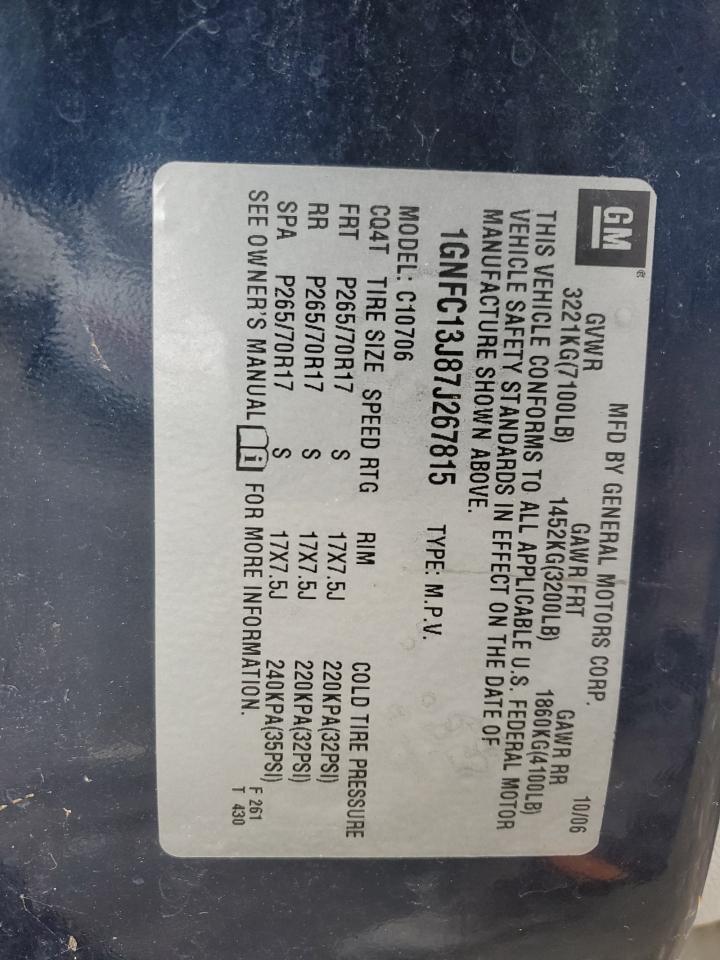 GM®
MFD BY GENERAL MOTORS CORP. 10/06
GVWR GAWR FRT GAWR RR
3221KG(7100LB) 1452KG(3200LB) 1860KG(4100LB)
THIS VEHICLE CONFORMS TO ALL APPLICABLE U.S. FEDERAL MOTOR
VEHICLE SAFETY STANDARDS IN EFFECT ON THE DATE OF
MANUFACTURE SHOWN ABOVE.
1GNFC13J87J267815 TYPE: M.P.V.
MODEL: C10706
CQ4T TIRE SIZE SPEED RTG RIM COLD TIRE PRESSURE
FRT P265/70R17 S 17X7.5J 220KPA(32PSI)
RR P265/70R17 S 17X7.5J 220KPA(32PSI)
SPA P265/70R17 S 17X7.5J 240KPA(35PSI)
SEE OWNER'S MANUAL FOR MORE INFORMATION.
F 261
T 430